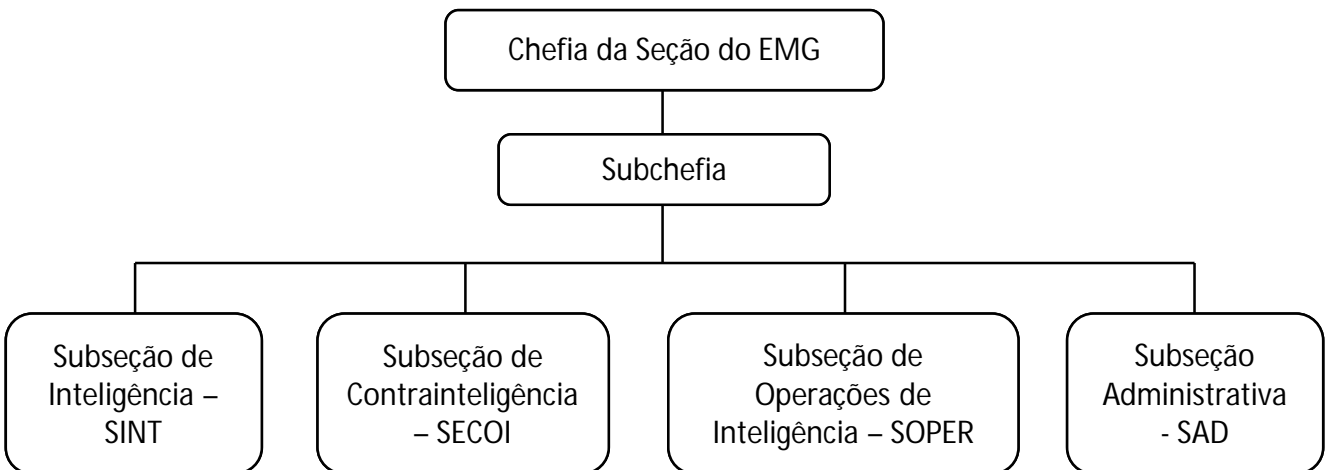 Chefia da Seção do EMG
Subchefia
Subseção de
Inteligência –
SINT
Subseção de
Contrainteligência
– SECOI
Subseção de
Operações de
Inteligência – SOPER
Subseção
Administrativa
- SAD